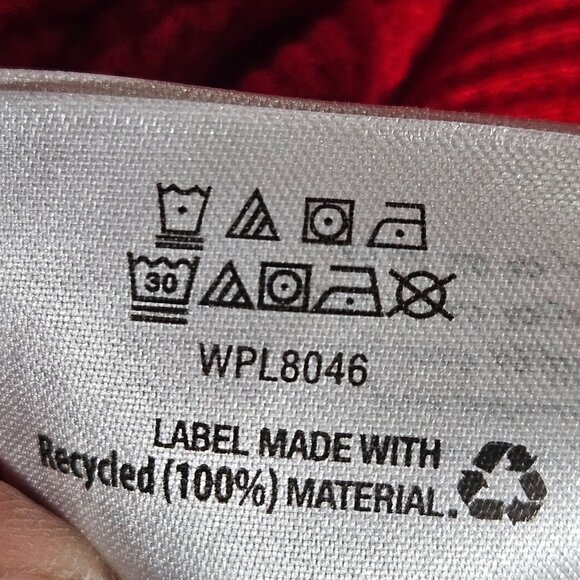 30
WPL8046
LABEL MADE WITH
Recycled (100%) MATERIAL.